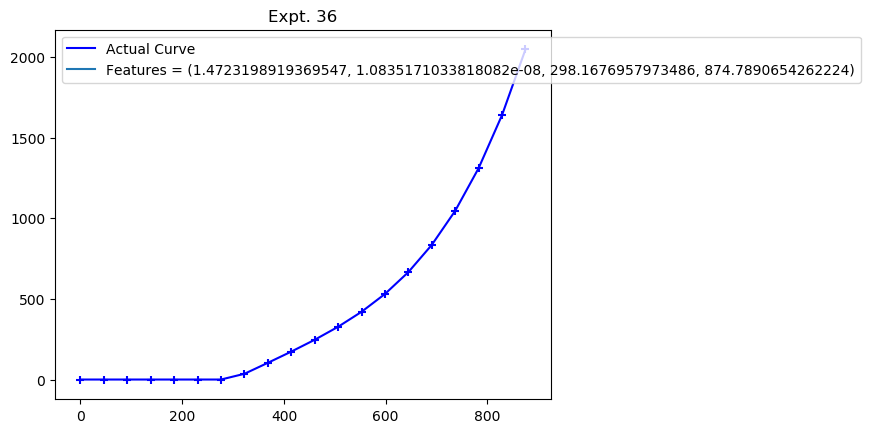 Expt. 36
Actual Curve
Features = (1.4723198919369547, 1.0835171033818082e-08, 298.1676957973486, 874.7890654262224)
2000
1500
1000
500
0
0 200 400 600 800